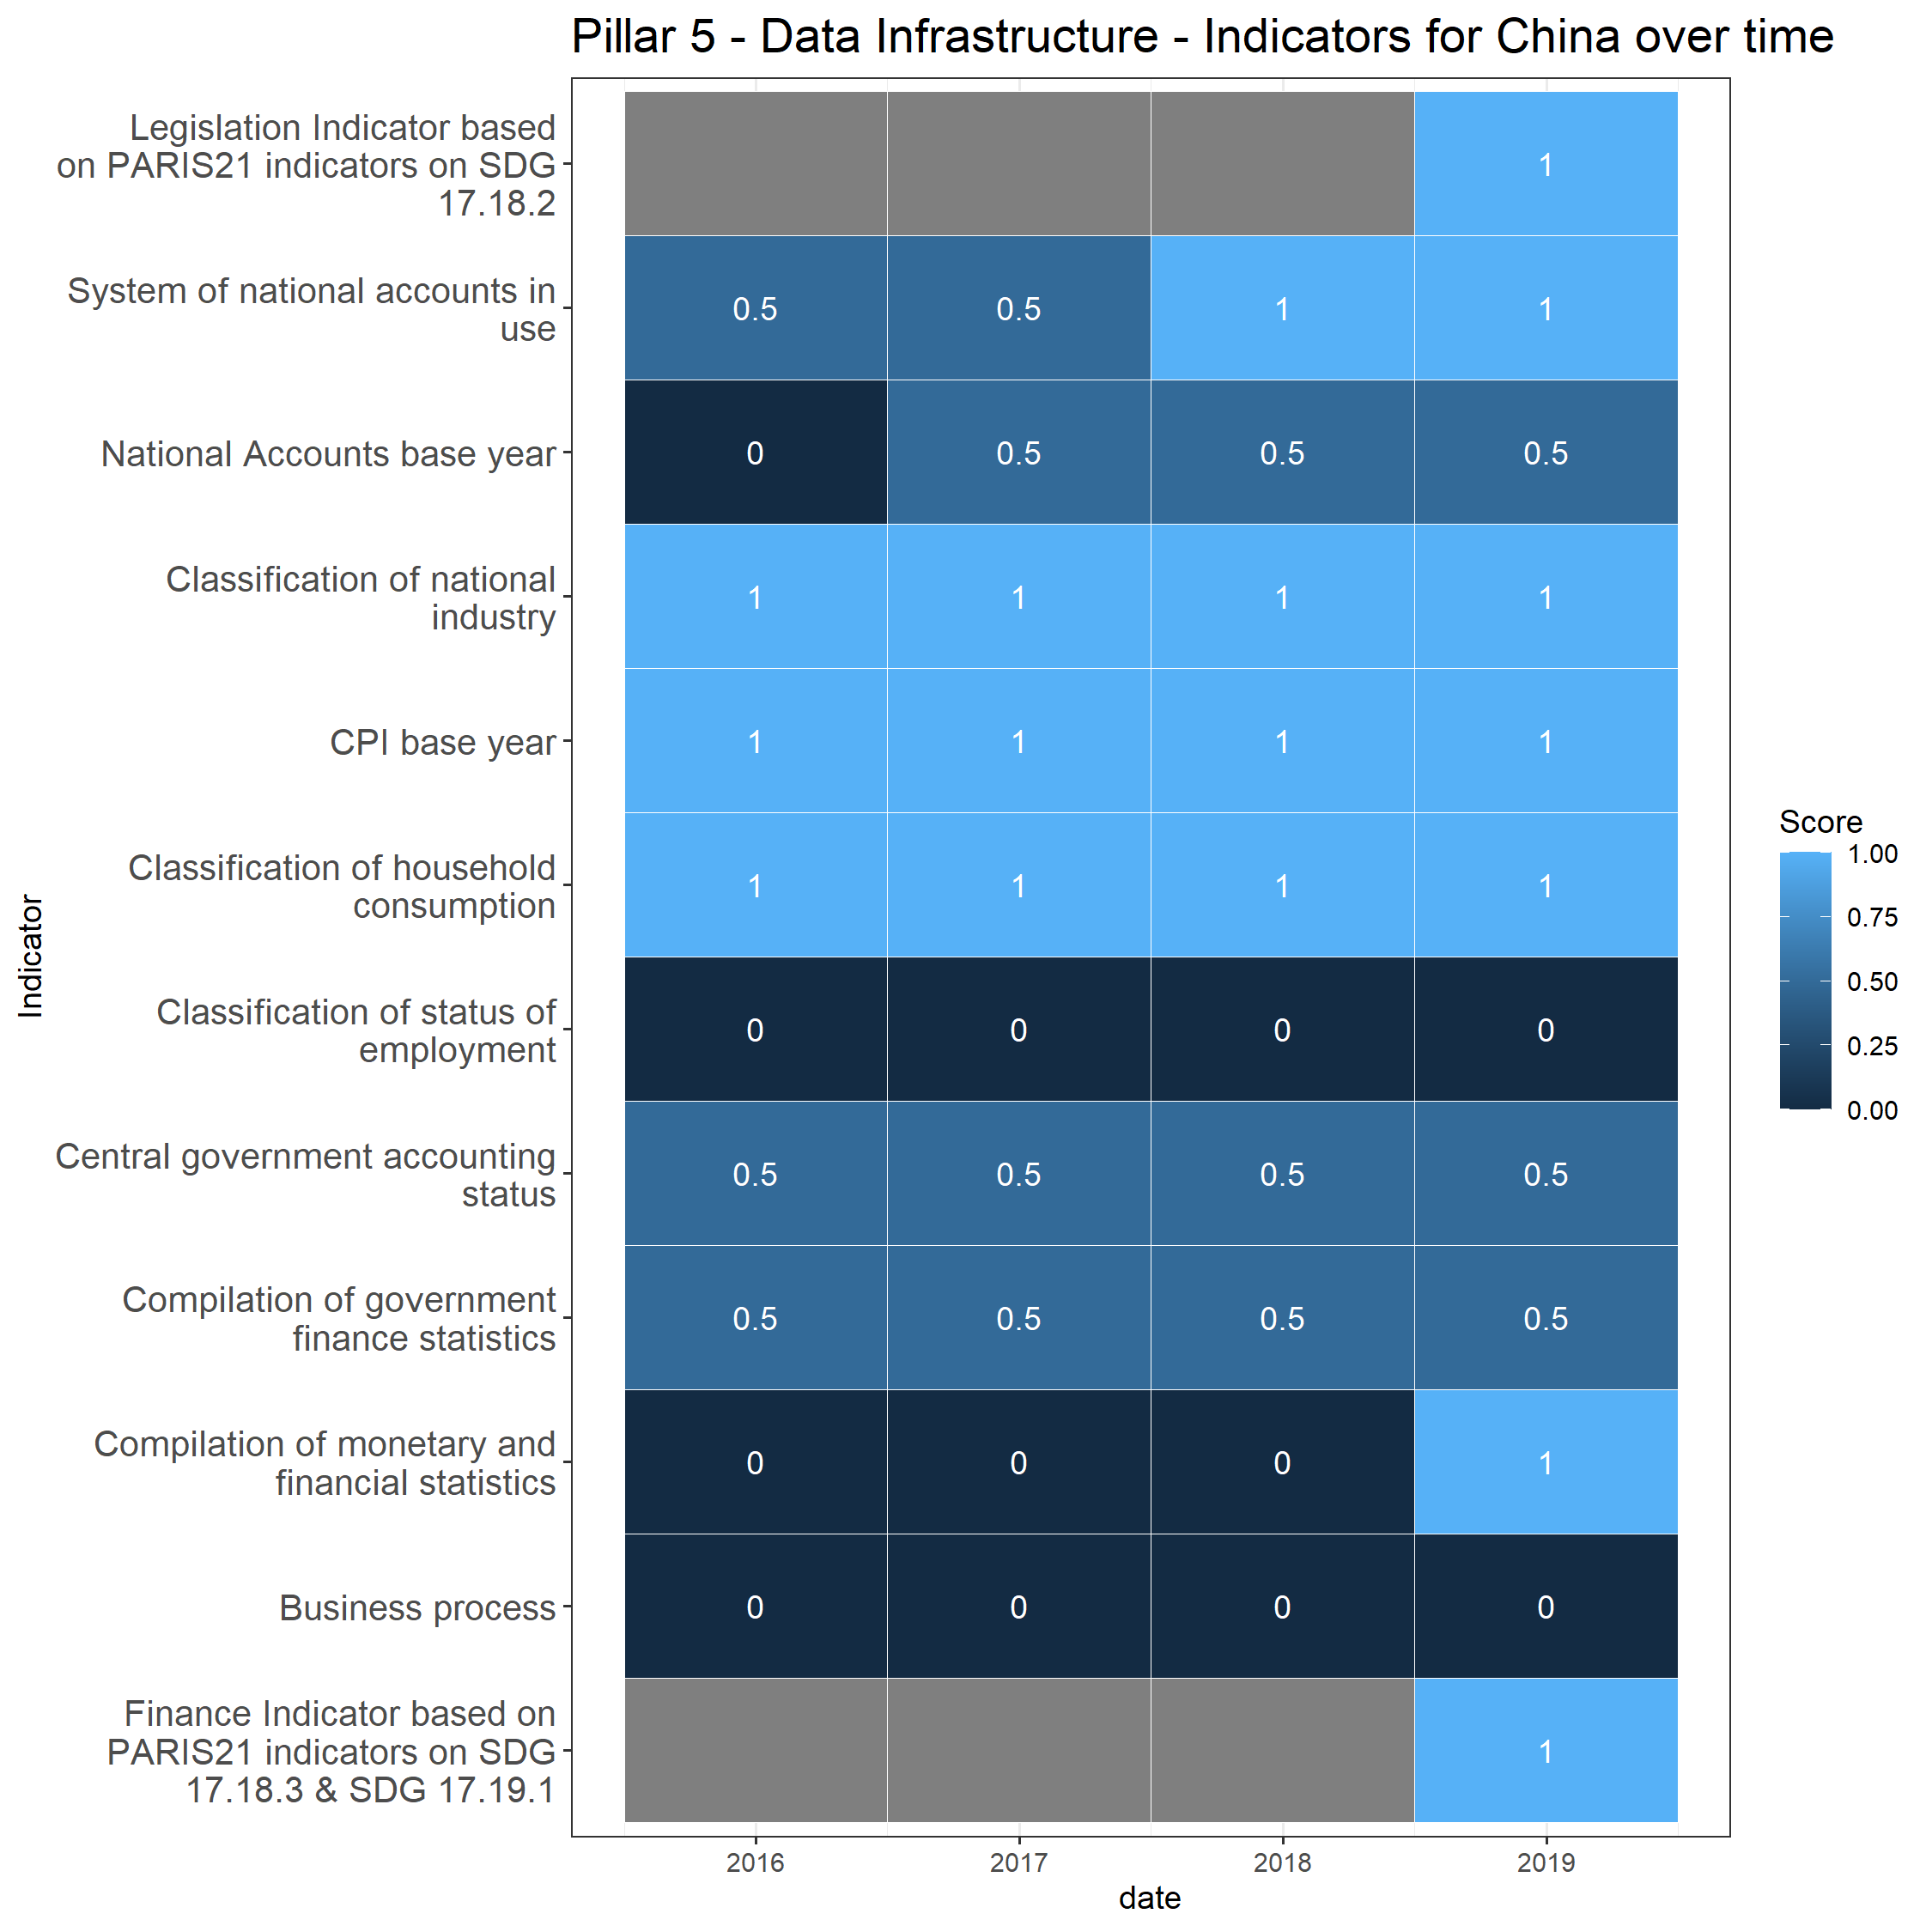 Pillar 5 - Data Infrastructure - Indicators for China over time
Legislation Indicator based
on PARIS21 indicators on SDG
17.18.2
1
System of national accounts in
use
0.5 0.5 1 1
National Accounts base year
0 0.5 0.5 0.5
Classification of national
industry
1 1 1 1
CPI base year
1 1 1 1
Classification of household
consumption
1 1 1 1
Classification of status of
employment
0 0 0 0
Central government accounting
status
0.5 0.5 0.5 0.5
Compilation of government
finance statistics
0.5 0.5 0.5 0.5
Compilation of monetary and
financial statistics
0 0 0 1
Business process
0 0 0 0
Finance Indicator based on
PARIS21 indicators on SDG
17.18.3 & SDG 17.19.1
1
2016 2017 2018 2019
date
Indicator
Score
1.00
0.75
0.50
0.25
0.00